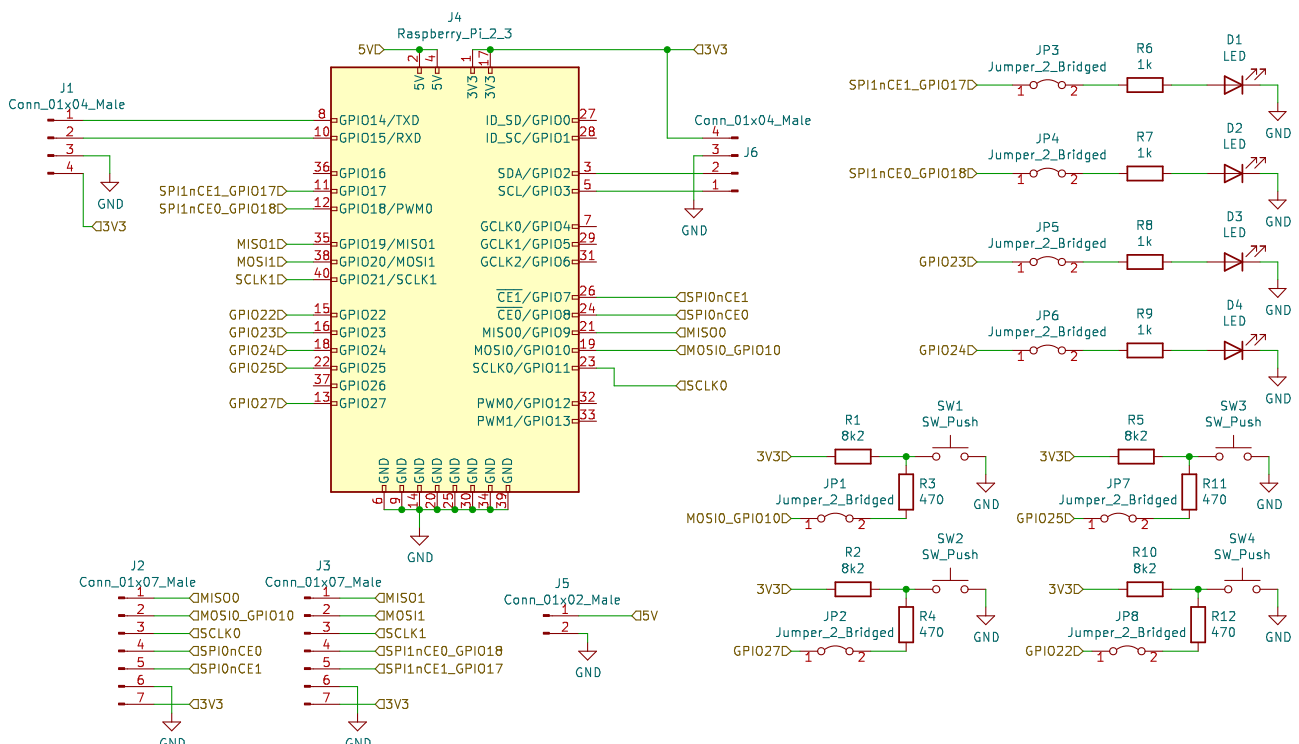 J4
Raspberry_Pi_2_3
5V
3V3
2
4
1
17
5V
5V
3V3
3V3
J1
Conn_01x04_Male
1
2
3
4
GND
3V3
8 GPIO14/TXD
10 GPIO15/RXD
36 GPIO16
SPI1nCE1_GPIO17 11 GPIO17
SPI1nCE0_GPIO18 12 GPIO18/PWM0
MISO1 35 GPIO19/MISO1
MOSI1 38 GPIO20/MOSI1
SCLK1 40 GPIO21/SCLK1
GPIO22 15 GPIO22
GPIO23 16 GPIO23
GPIO24 18 GPIO24
GPIO25 22 GPIO25
37 GPIO26
GPIO27 13 GPIO27
ID_SD/GPIO0 27
ID_SC/GPIO1 28
SDA/GPIO2 3
SCL/GPIO3 5
GCLK0/GPIO4 7
GCLK1/GPIO5 29
GCLK2/GPIO6 31
CE1/GPIO7 26 SPI0nCE1
CE0/GPIO8 24 SPI0nCE0
MISO0/GPIO9 21 MISO0
MOSI0/GPIO10 19 MOSI0_GPIO10
SCLK0/GPIO11 23 SCLK0
PWM0/GPIO12 32
PWM1/GPIO13 33
GND GND GND GND GND GND GND GND
6 9 14 20 25 30 34 39
GND
Conn_01x04_Male
J6
4
3
2
1
GND
JP3
Jumper_2_Bridged
SPI1nCE1_GPIO17
1 2
R6
1k
D1
LED
GND
JP4
Jumper_2_Bridged
SPI1nCE0_GPIO18
1 2
R7
1k
D2
LED
GND
JP5
Jumper_2_Bridged
GPIO23
1 2
R8
1k
D3
LED
GND
JP6
Jumper_2_Bridged
GPIO24
1 2
R9
1k
D4
LED
GND
R1
8k2
SW1
SW_Push
3V3
R3
470
GND
JP1
Jumper_2_Bridged
MOSI0_GPIO10
1 2
R5
8k2
SW3
SW_Push
3V3
R11
470
GND
JP7
Jumper_2_Bridged
GPIO25
1 2
R2
8k2
SW2
SW_Push
3V3
R4
470
GND
JP2
Jumper_2_Bridged
GPIO27
1 2
R10
8k2
SW4
SW_Push
3V3
R12
470
GND
JP8
Jumper_2_Bridged
GPIO22
1 2
J2
Conn_01x07_Male
1 MISO0
2 MOSI0_GPIO10
3 SCLK0
4 SPI0nCE0
5 SPI0nCE1
6
7 3V3
GND
J3
Conn_01x07_Male
1 MISO1
2 MOSI1
3 SCLK1
4 SPI1nCE0_GPIO18
5 SPI1nCE1_GPIO17
6
7 3V3
GND
J5
Conn_01x02_Male
1 5V
2
GND